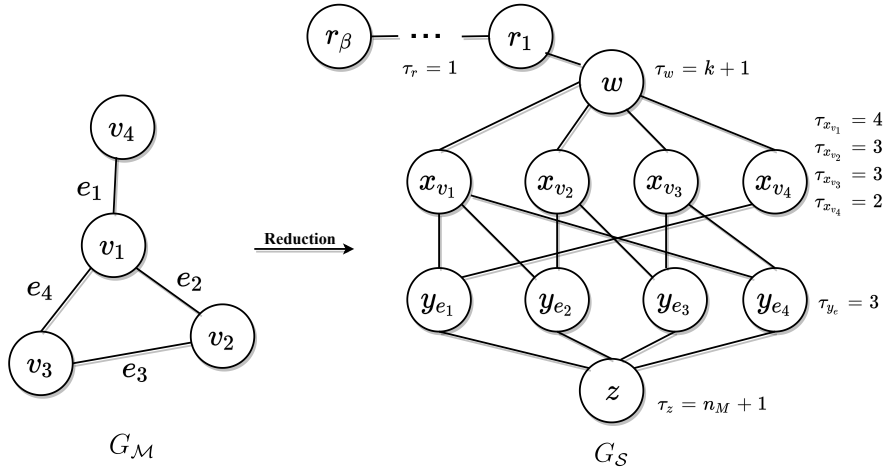 r_β ⋯ r_1
τ_r = 1
w τ_w = k + 1
v_4
τ_{x_{v_1}} = 4
τ_{x_{v_2}} = 3
τ_{x_{v_3}} = 3
τ_{x_{v_4}} = 2
e_1
x_{v_1} x_{v_2} x_{v_3} x_{v_4}
v_1
Reduction
e_4 e_2
y_{e_1} y_{e_2} y_{e_3} y_{e_4} τ_{y_e} = 3
v_3 v_2
e_3
z τ_z = n_M + 1
G_ℳ
G_𝒮